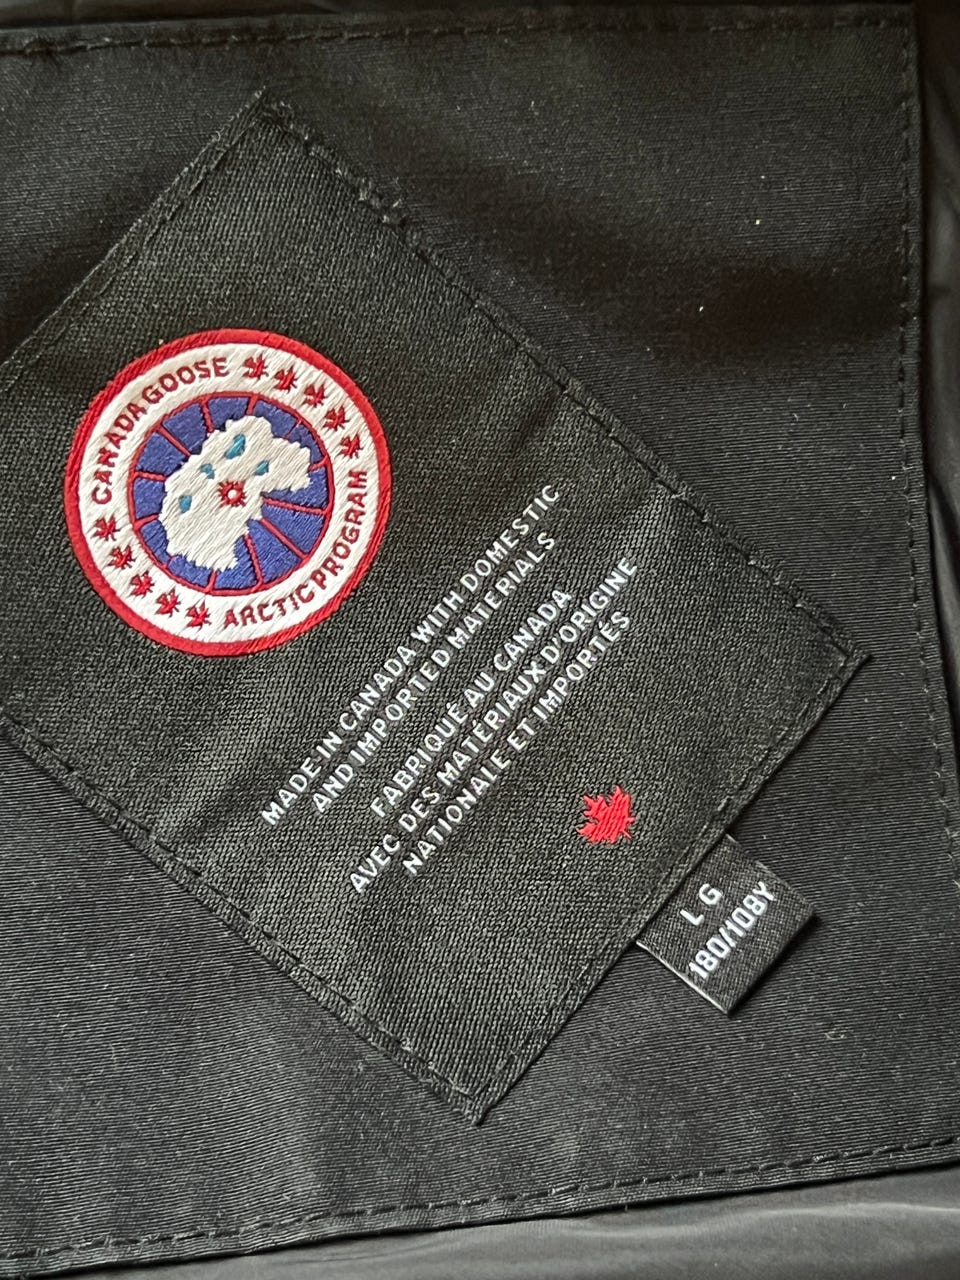 CANADA GOOSE
ARCTIC PROGRAM
MADE IN CANADA WITH DOMESTIC
AND IMPORTED MATERIALS
FABRIQUÉ AU CANADA
AVEC DES MATÉRIAUX D'ORIGINE
NATIONALE ET IMPORTÉS
LG
180/108Y